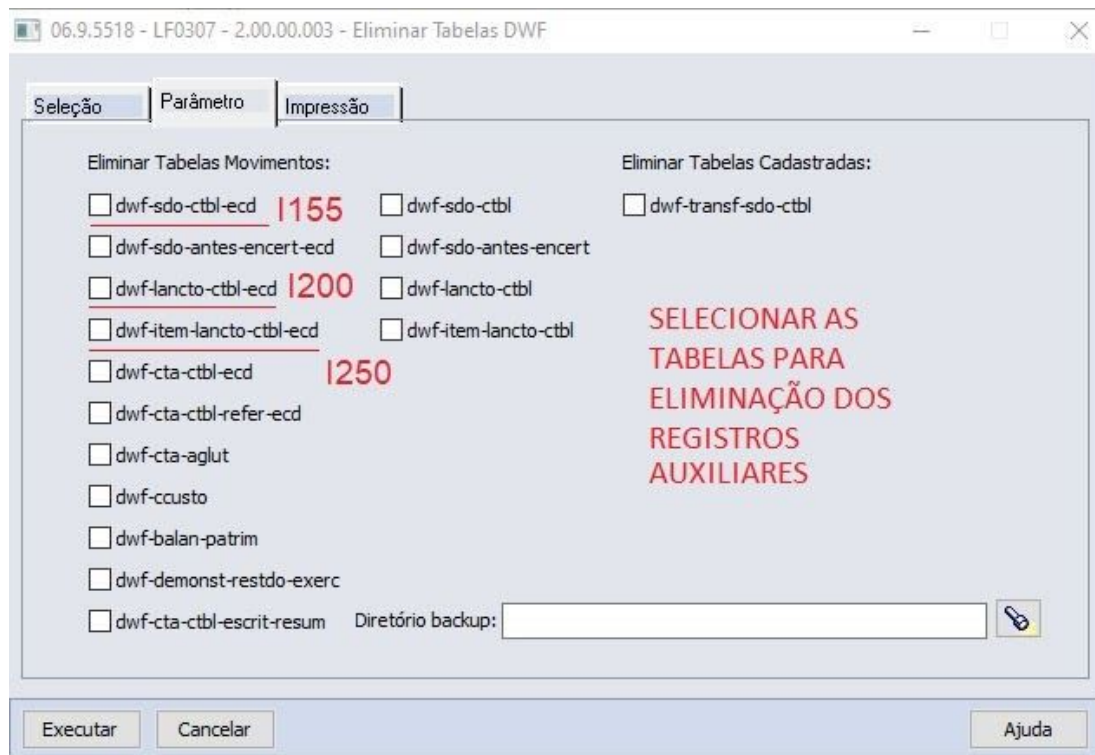 06.9.5518 - LF0307 - 2.00.00.003 - Eliminar Tabelas DWF
Seleção Parâmetro Impressão
Eliminar Tabelas Movimentos: Eliminar Tabelas Cadastradas:
dwf-sdo-ctbl-ecd I155 dwf-sdo-ctbl dwf-transf-sdo-ctbl
dwf-sdo-antes-encert-ecd dwf-sdo-antes-encert
dwf-lancto-ctbl-ecd I200 dwf-lancto-ctbl
dwf-item-lancto-ctbl-ecd dwf-item-lancto-ctbl
dwf-cta-ctbl-ecd I250
dwf-cta-ctbl-refer-ecd
dwf-cta-aglut
dwf-ccusto
dwf-balan-patrim
dwf-demonst-restdo-exerc
dwf-cta-ctbl-escrit-resum Diretório backup:
SELECIONAR AS
TABELAS PARA
ELIMINAÇÃO DOS
REGISTROS
AUXILIARES
Executar Cancelar Ajuda